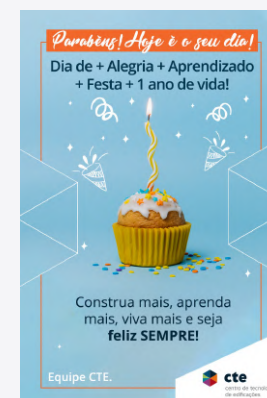 Parabéns! Hoje é o seu dia!
Dia de + Alegria + Aprendizado
+ Festa + 1 ano de vida!
Construa mais, aprenda
mais, viva mais e seja
feliz SEMPRE!
Equipe CTE.
cte
centro de
de edificações